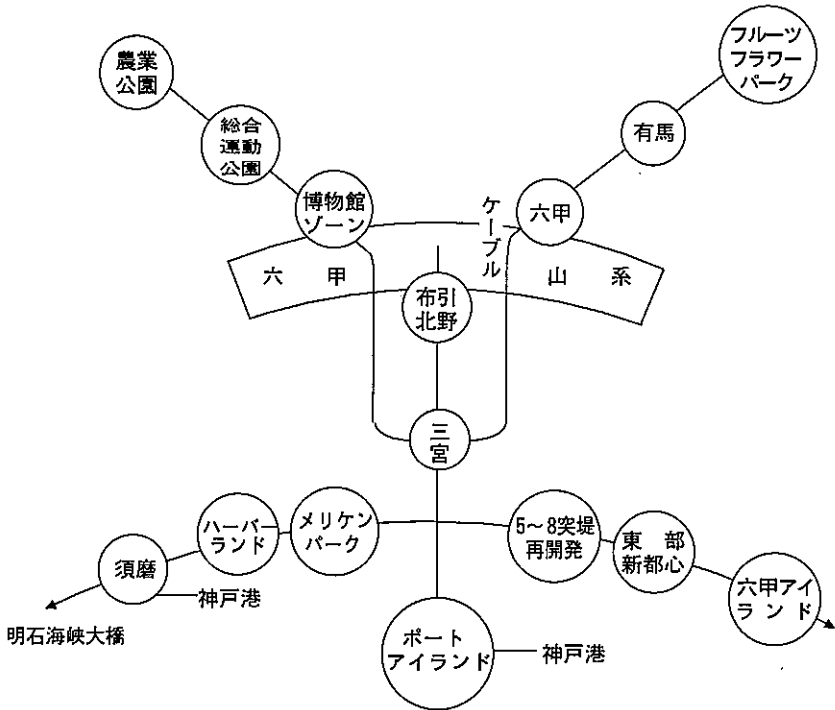 農業
公園
フルーツ
フラワー
パーク
総合
運動
公園
有馬
博物館
ゾーン
ケーブル
六甲
六甲
山系
布引
北野
三宮
ハーバー
ランド
メリケン
パーク
5〜8突堤
再開発
東部
新都心
須磨
神戸港
六甲アイ
ランド
明石海峡大橋
ポート
アイランド
神戸港